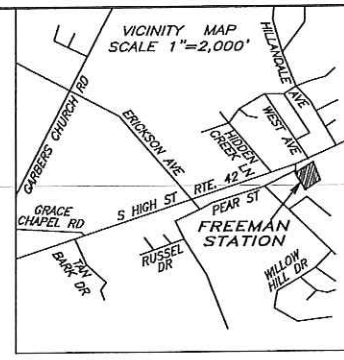 VICINITY MAP
SCALE 1"=2,000'
HILLANDALE
AVE
GARBERS CHURCH RD
ERICKSON AVE
WEST AVE
HIDDEN
CREEK LN
S HIGH ST RTE. 42
PEAR ST
GRACE
CHAPEL RD
FREEMAN
STATION
RUSSEL
DR
TAN
BARK DR
WILLOW
HILL DR